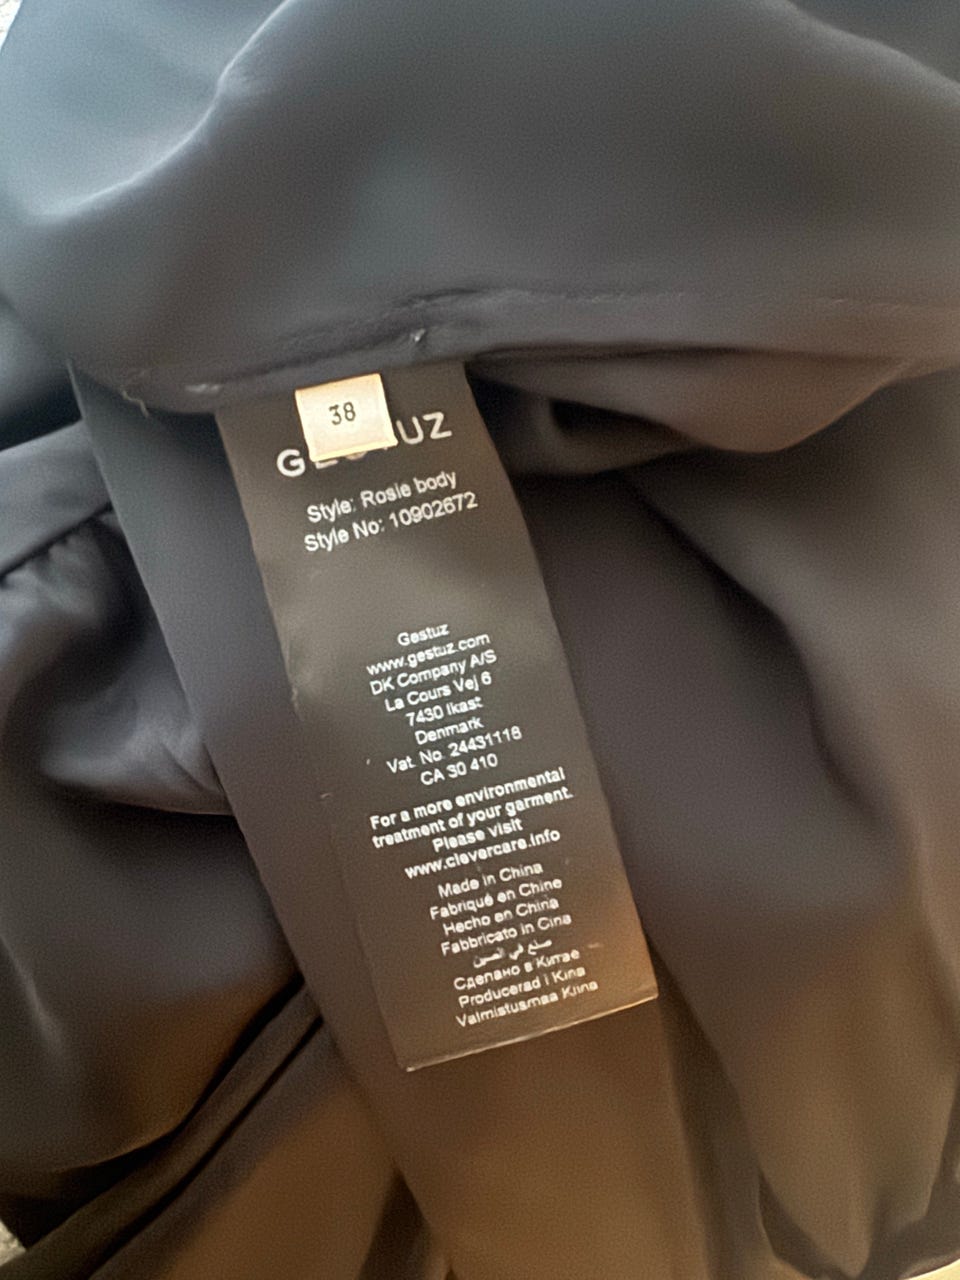 38
GESTUZ
Style: Rosie body
Style No: 10902672
Gestuz
www.gestuz.com
DK Company A/S
La Cours Vej 6
7430 Ikast
Denmark
Vat. No. 24431118
CA 30 410
For a more environmental
treatment of your garment.
Please visit
www.clevercare.info
Made in China
Fabriqué en Chine
Hecho en China
Fabbricato in Cina
صنع في الصين
Сделано в Китае
Producerad i Kina
Valmistusmaa Kiina